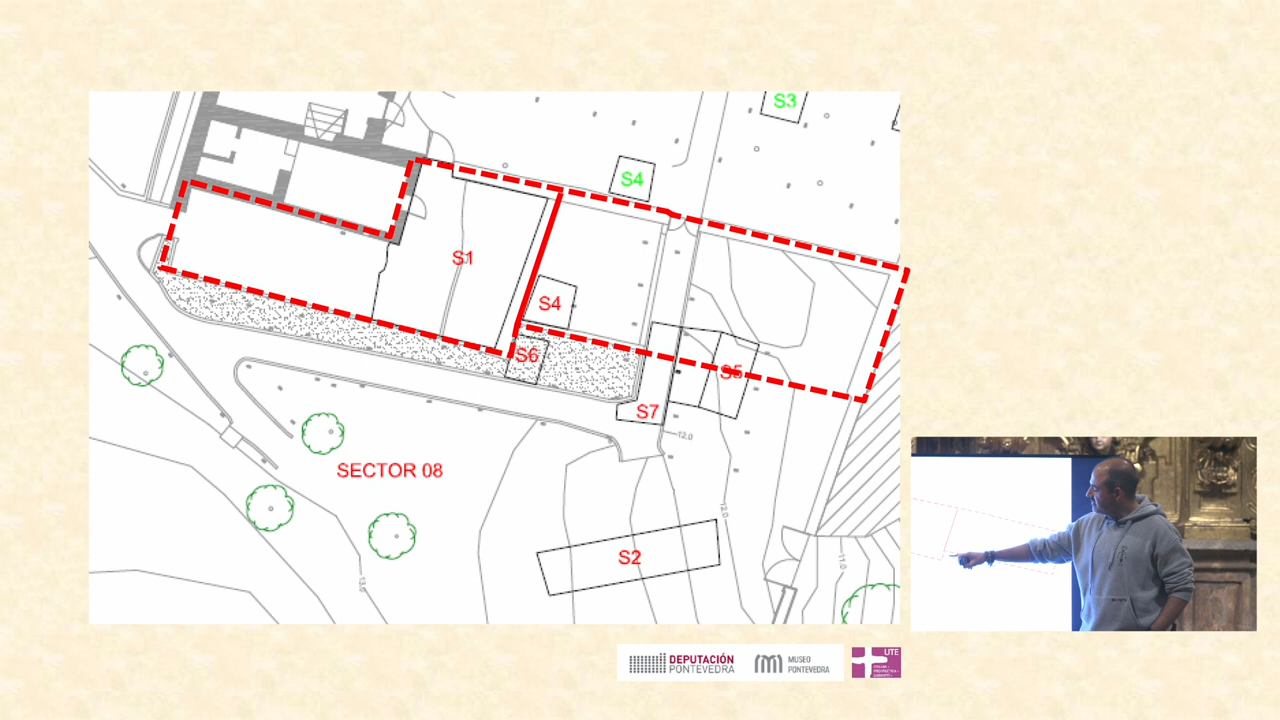 S3
S4
S1
S4
S6
S5
S7
12.0
SECTOR 08
12.0
S2
11.0
13.0
DEPUTACIÓN
PONTEVEDRA
MUSEO
PONTEVEDRA
UTE